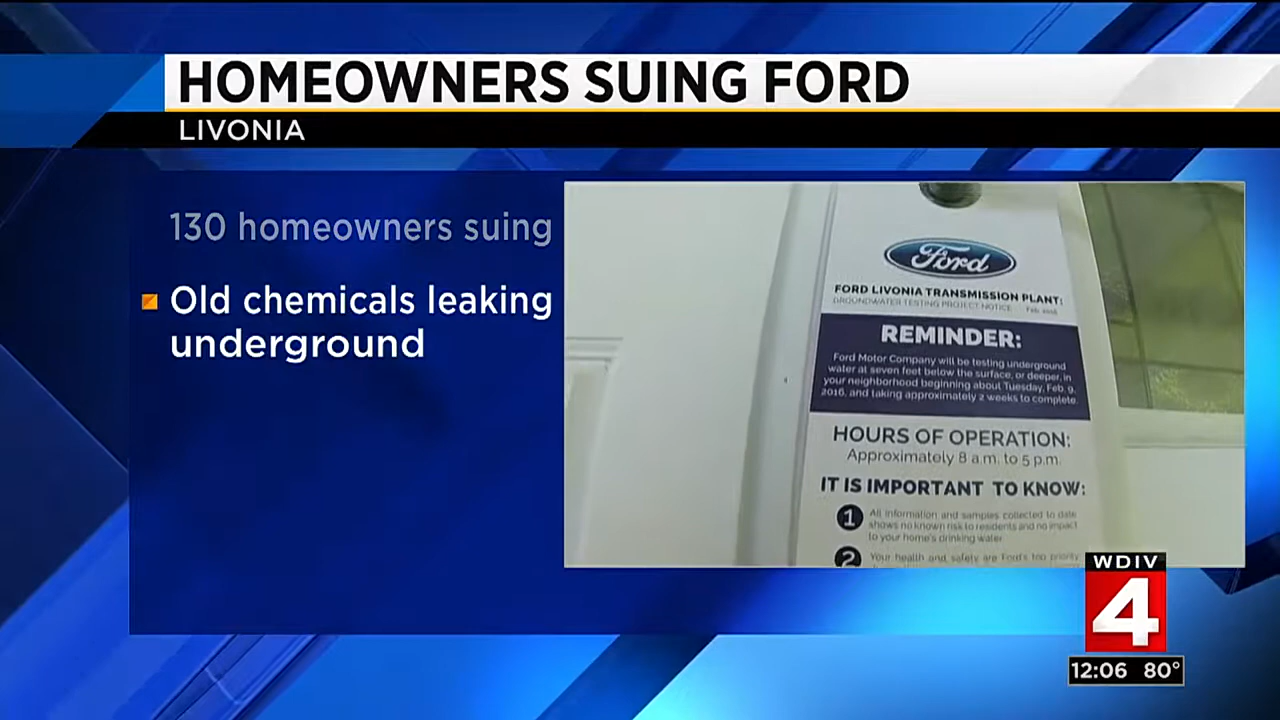 HOMEOWNERS SUING FORD
LIVONIA
130 homeowners suing
Old chemicals leaking
underground
Ford
FORD LIVONIA TRANSMISSION PLANT:
GROUNDWATER TESTING PROJECT NOTICE Feb. 2016
REMINDER:
Ford Motor Company will be testing underground
water at seven feet below the surface, or deeper, in
your neighborhood beginning about Tuesday, Feb. 9,
2016, and taking approximately 2 weeks to complete.
HOURS OF OPERATION:
Approximately 8 a.m. to 5 p.m.
IT IS IMPORTANT TO KNOW:
1 All information and samples collected to date
shows no known risk to residents and no impact
to your home's drinking water.
2 Your health and safety are Ford's top priority
WDIV
4
12:06 80°